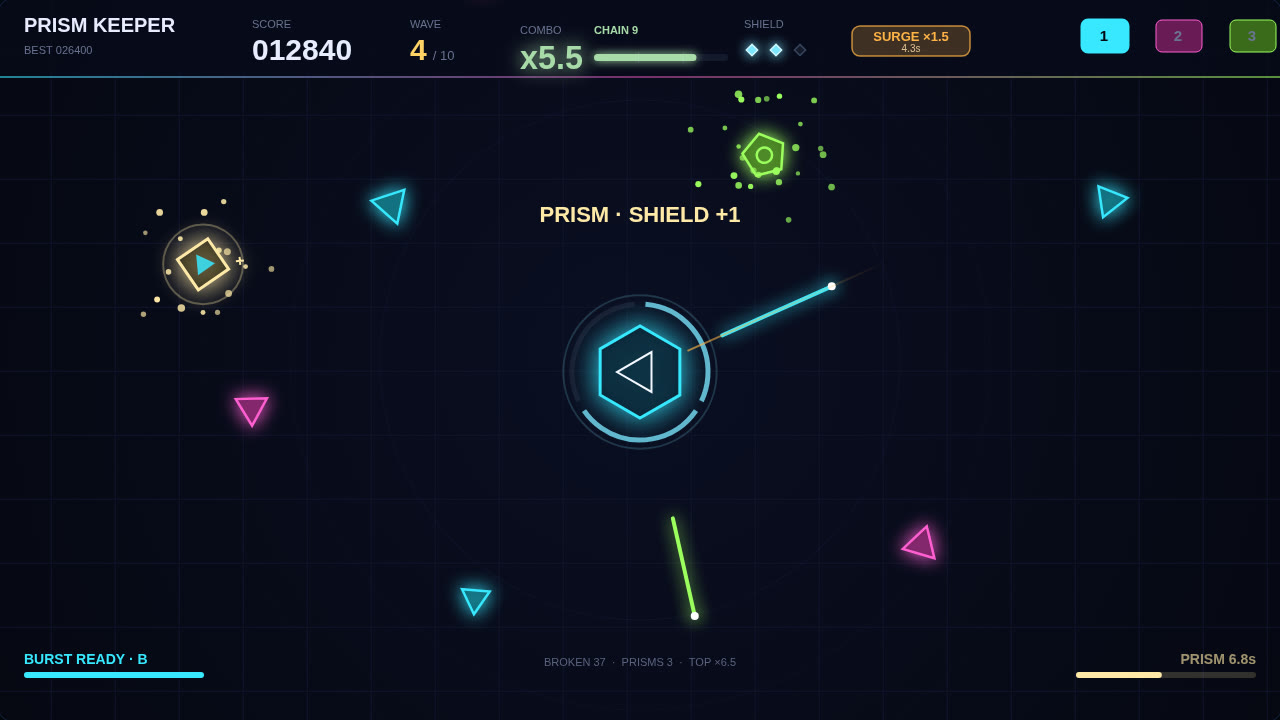 PRISM KEEPER
BEST 026400
SCORE
012840
WAVE
4 / 10
COMBO
x5.5
CHAIN 9
SHIELD
SURGE ×1.5
4.3s
1
2
3
PRISM · SHIELD +1
+
BURST READY · B
BROKEN 37 · PRISMS 3 · TOP ×6.5
PRISM 6.8s